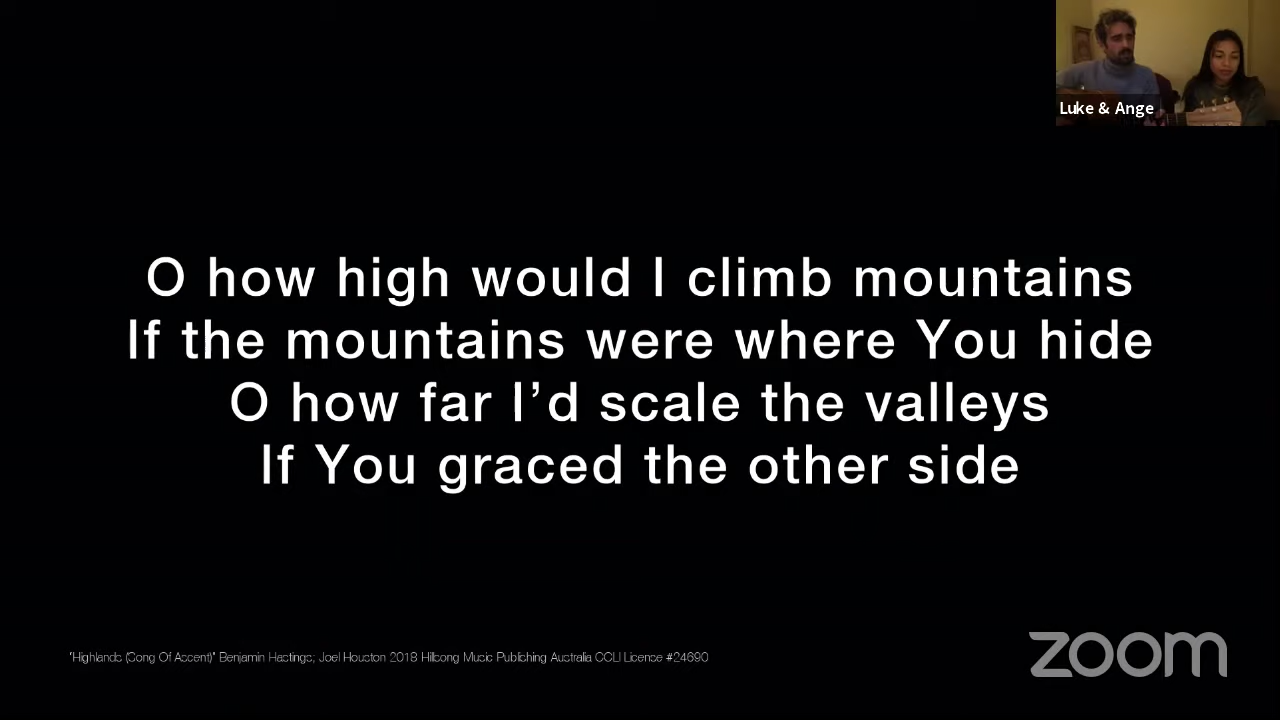 Luke & Ange
O how high would I climb mountains
If the mountains were where You hide
O how far I’d scale the valleys
If You graced the other side
"Highlands (Song Of Ascent)" Benjamin Hastings; Joel Houston 2018 Hillsong Music Publishing Australia CCLI Licence #24690
zoom